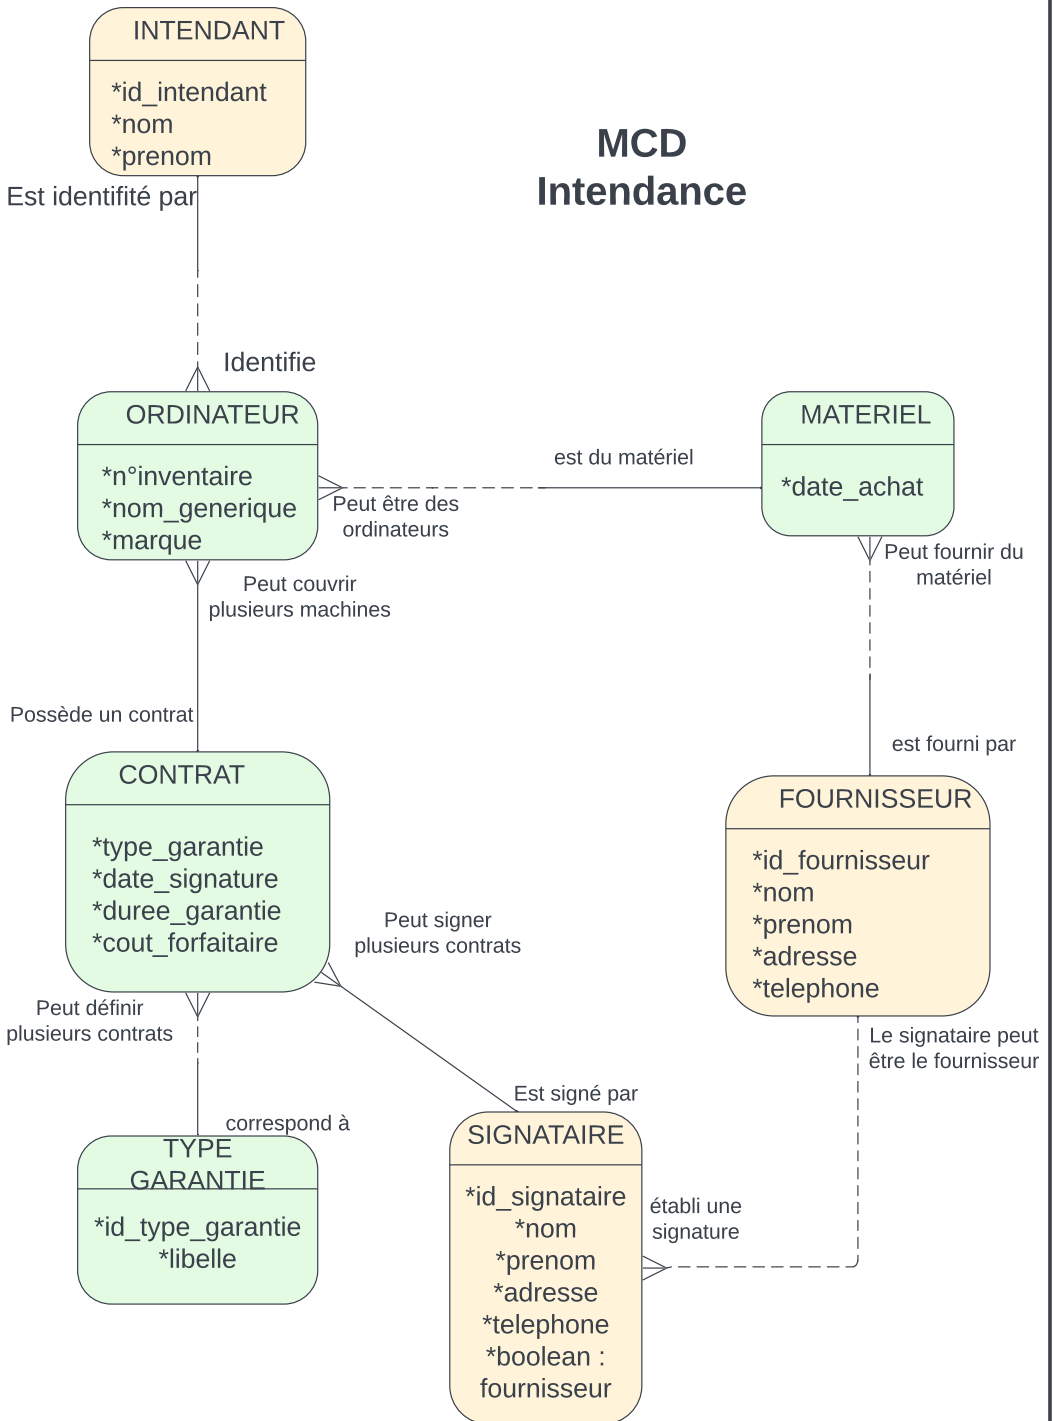 INTENDANT
*id_intendant
*nom
*prenom
MCD
Intendance
Est identifité par
Identifie
ORDINATEUR
*n°inventaire
*nom_generique
*marque
est du matériel
Peut être des
ordinateurs
MATERIEL
*date_achat
Peut fournir du
matériel
Peut couvrir
plusieurs machines
Possède un contrat
est fourni par
CONTRAT
*type_garantie
*date_signature
*duree_garantie
*cout_forfaitaire
FOURNISSEUR
*id_fournisseur
*nom
*prenom
*adresse
*telephone
Peut signer
plusieurs contrats
Peut définir
plusieurs contrats
Le signataire peut
être le fournisseur
Est signé par
correspond à
TYPE
GARANTIE
*id_type_garantie
*libelle
SIGNATAIRE
*id_signataire
*nom
*prenom
*adresse
*telephone
*boolean :
fournisseur
établi une
signature